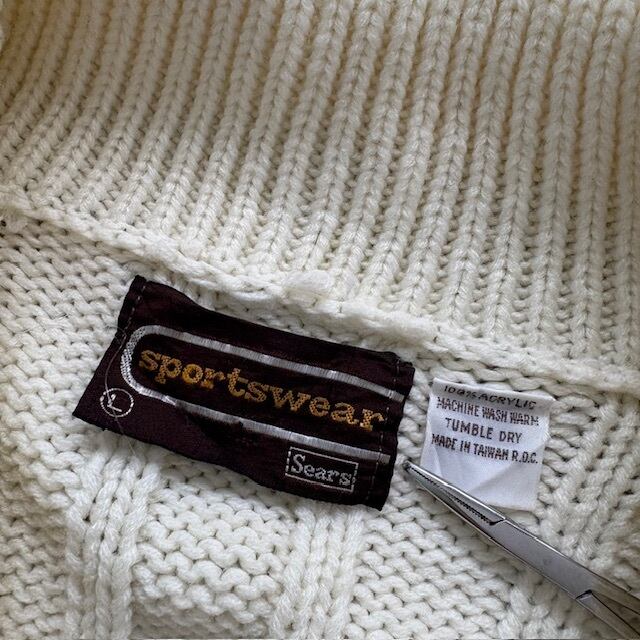 sportswear
L
Sears
100% ACRYLIC
MACHINE WASH WARM
TUMBLE DRY
MADE IN TAIWAN R.O.C